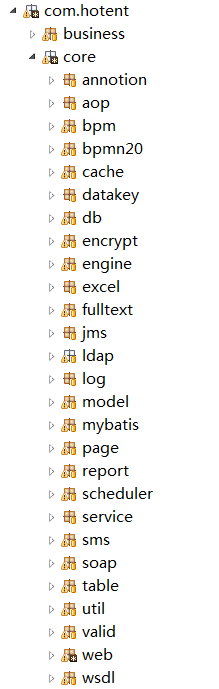 com.hotent
business
core
annotion
aop
bpm
bpmn20
cache
datakey
db
encrypt
engine
excel
fulltext
jms
ldap
log
model
mybatis
page
report
scheduler
service
sms
soap
table
util
valid
web
wsdl